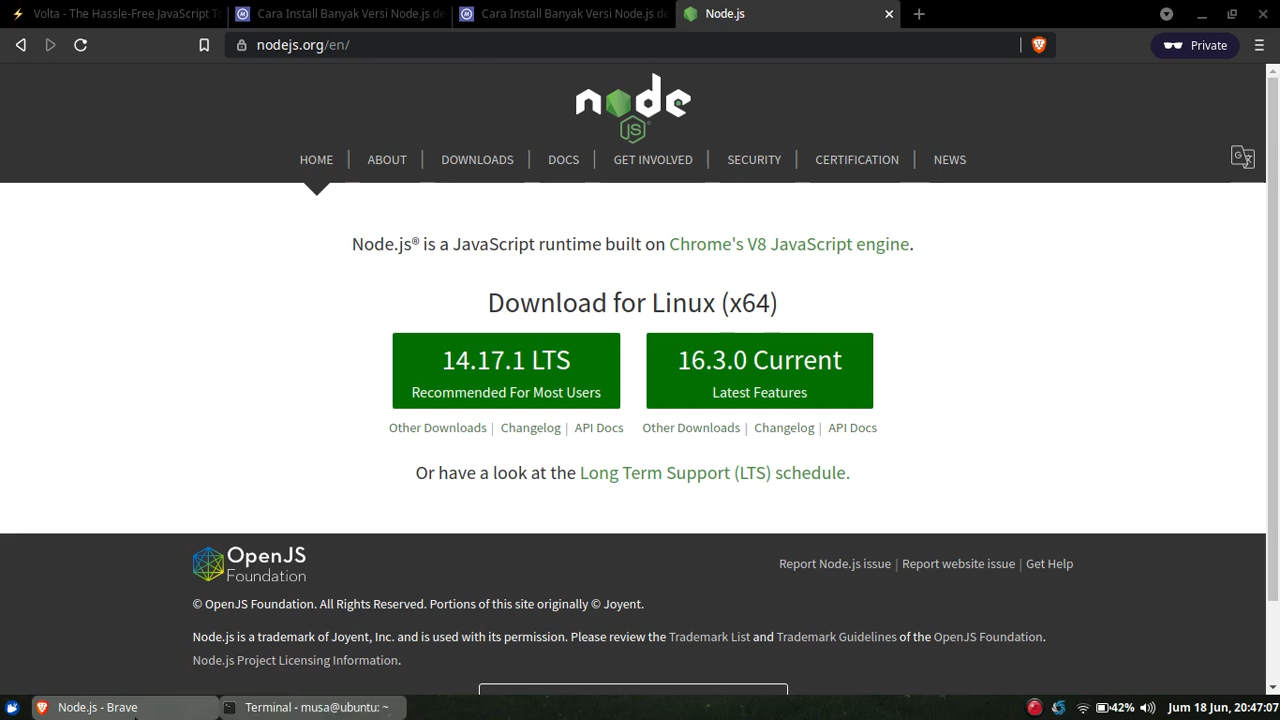 Volta - The Hassle-Free JavaScript To
Cara Install Banyak Versi Node.js de
Cara Install Banyak Versi Node.js de
Node.js
nodejs.org/en/
Private
node
JS
HOME | ABOUT | DOWNLOADS | DOCS | GET INVOLVED | SECURITY | CERTIFICATION | NEWS
Node.js® is a JavaScript runtime built on Chrome's V8 JavaScript engine.
Download for Linux (x64)
14.17.1 LTS
Recommended For Most Users
16.3.0 Current
Latest Features
Other Downloads | Changelog | API Docs
Other Downloads | Changelog | API Docs
Or have a look at the Long Term Support (LTS) schedule.
OpenJS
Foundation
Report Node.js issue | Report website issue | Get Help
© OpenJS Foundation. All Rights Reserved. Portions of this site originally © Joyent.
Node.js is a trademark of Joyent, Inc. and is used with its permission. Please review the Trademark List and Trademark Guidelines of the OpenJS Foundation.
Node.js Project Licensing Information.
Node.js - Brave
Terminal - musa@ubuntu: ~
42%
Jum 18 Jun, 20:47:07